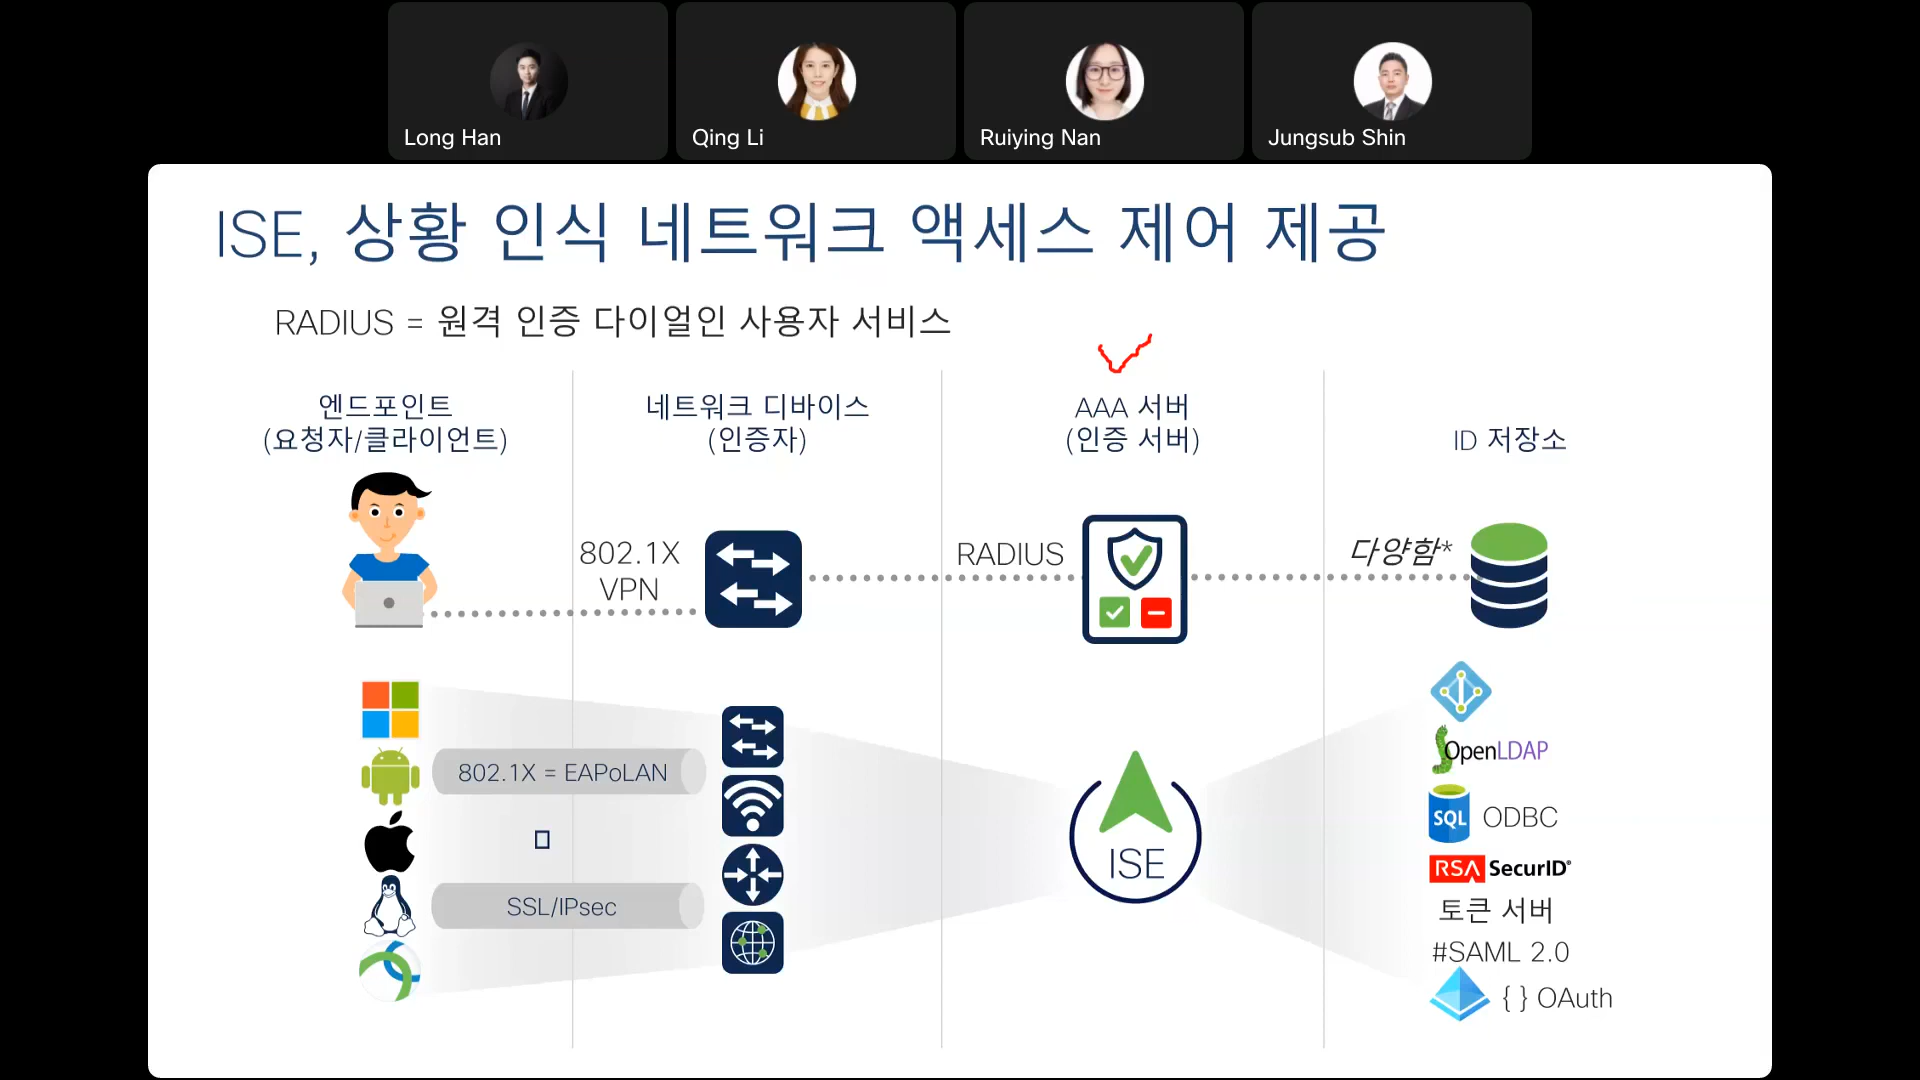 Long Han
Qing Li
Ruiying Nan
Jungsub Shin
ISE, 상황 인식 네트워크 액세스 제어 제공
RADIUS = 원격 인증 다이얼인 사용자 서비스
엔드포인트
(요청자/클라이언트)
네트워크 디바이스
(인증자)
AAA 서버
(인증 서버)
ID 저장소
802.1X
VPN
RADIUS
다양함*
802.1X = EAPoLAN
SSL/IPsec
ISE
OpenLDAP
SQL ODBC
RSA SecurID®
토큰 서버
#SAML 2.0
{ } OAuth